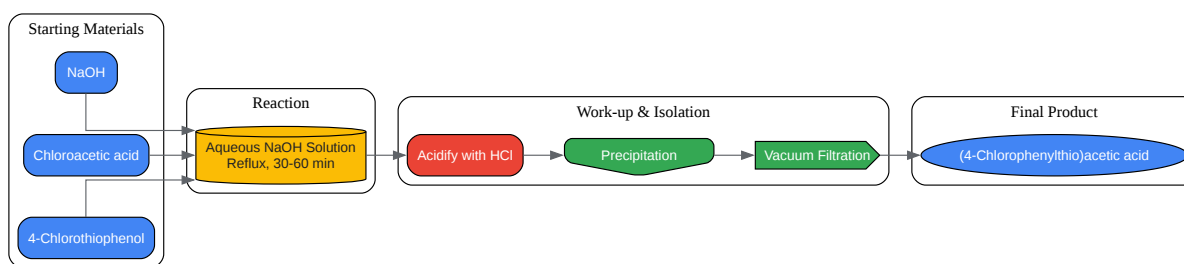 Starting Materials
NaOH
Chloroacetic acid
4-Chlorothiophenol
Reaction
Aqueous NaOH Solution
Reflux, 30-60 min
Work-up & Isolation
Acidify with HCl
Precipitation
Vacuum Filtration
Final Product
(4-Chlorophenylthio)acetic acid